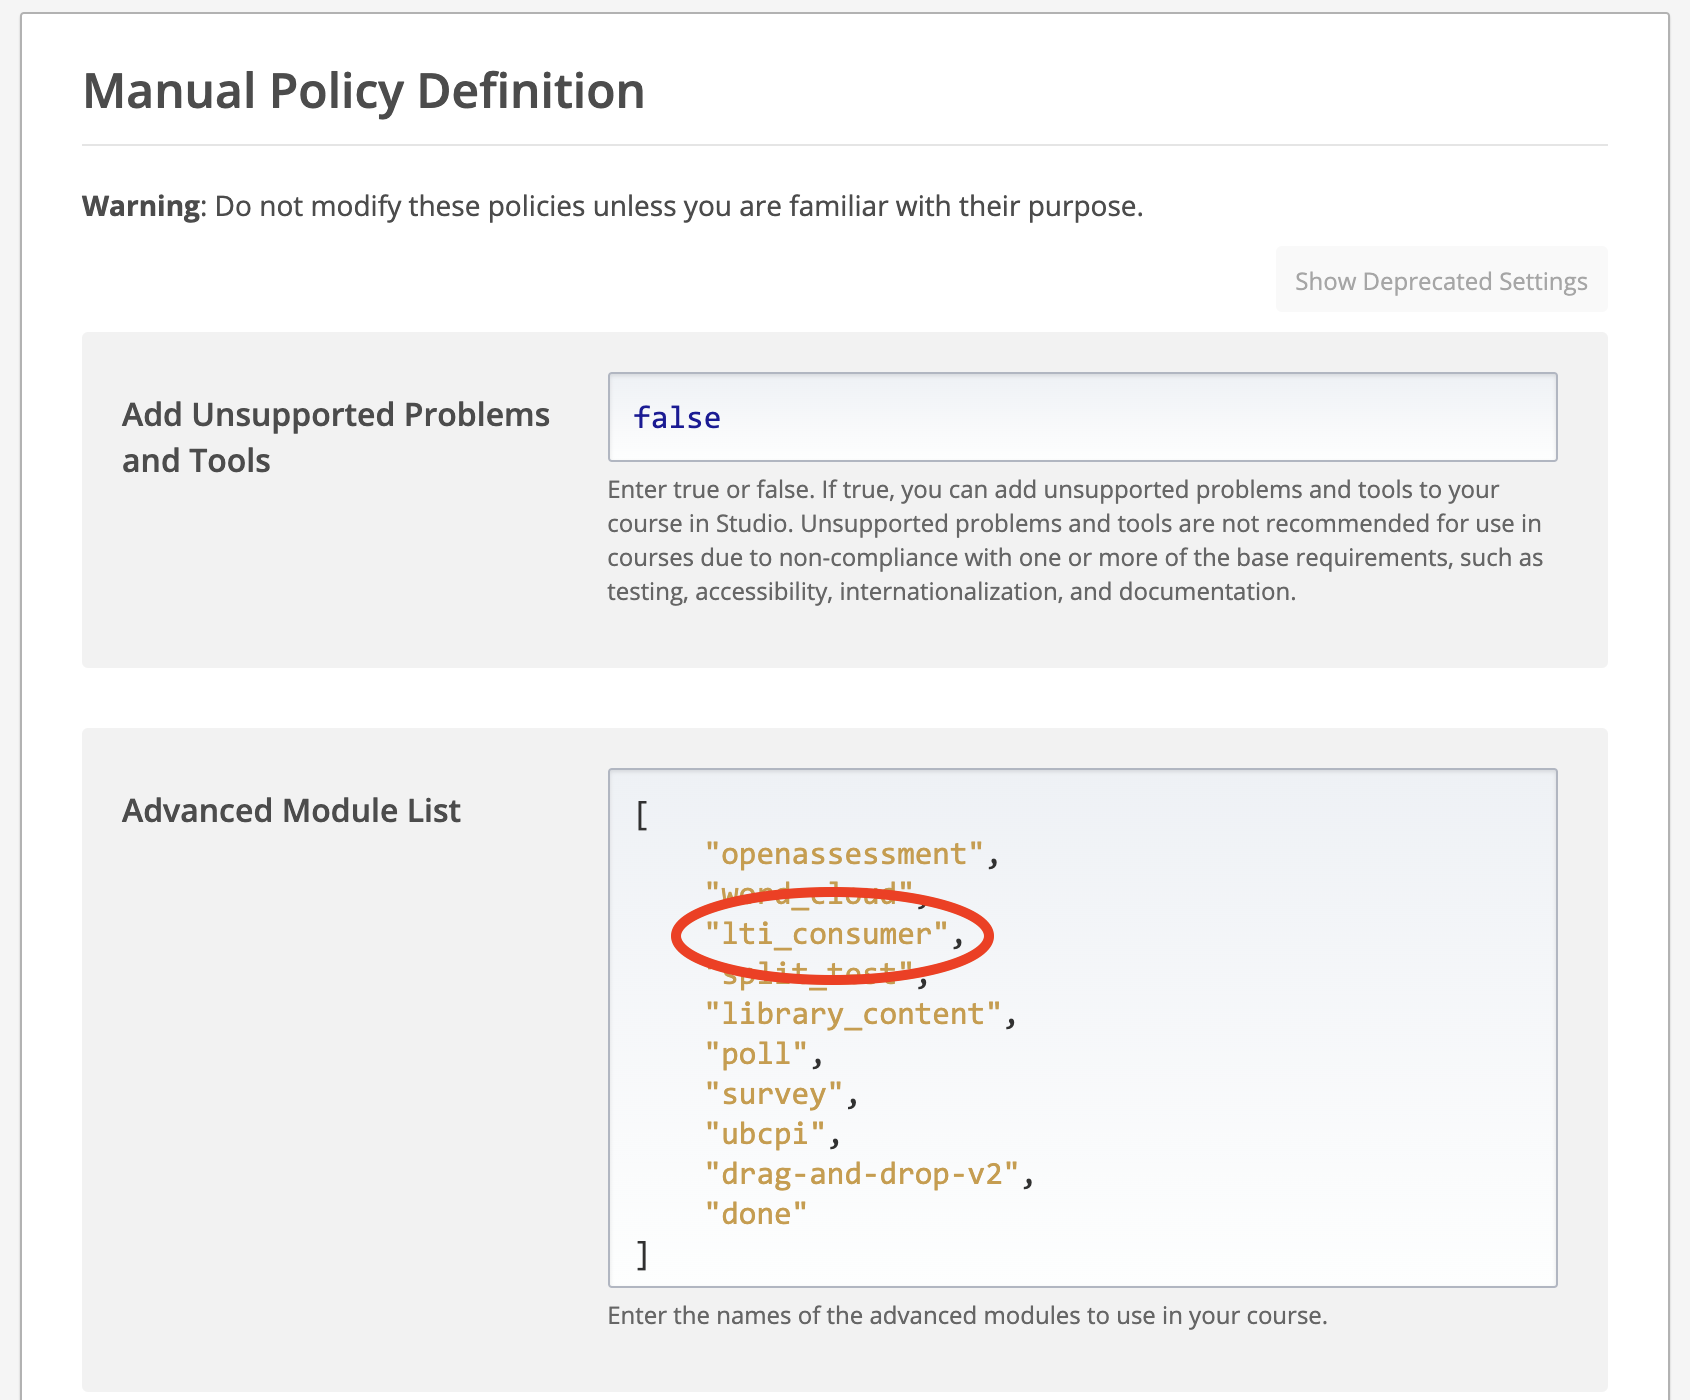 Manual Policy Definition
Warning: Do not modify these policies unless you are familiar with their purpose.
Show Deprecated Settings
Add Unsupported Problems
and Tools
false
Enter true or false. If true, you can add unsupported problems and tools to your
course in Studio. Unsupported problems and tools are not recommended for use in
courses due to non-compliance with one or more of the base requirements, such as
testing, accessibility, internationalization, and documentation.
Advanced Module List
[
"openassessment",
"word_cloud",
"lti_consumer",
"split_test",
"library_content",
"poll",
"survey",
"ubcpi",
"drag-and-drop-v2",
"done"
]
Enter the names of the advanced modules to use in your course.